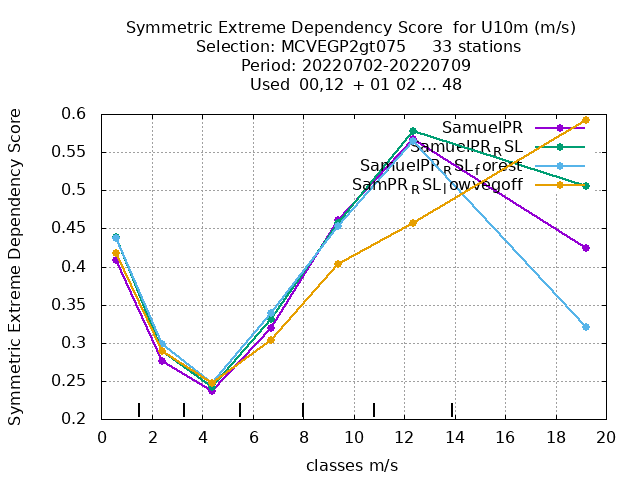 Symmetric Extreme Dependency Score  for U10m (m/s)
Selection: MCVEGP2gt075     33 stations
Period: 20220702-20220709
Used  00,12  + 01 02 ... 48
Symmetric Extreme Dependency Score
0.6
0.55
0.5
0.45
0.4
0.35
0.3
0.25
0.2
SamuelPR
SamuelPR_RSL
SamuelPR_RSL_forest
SamPR_RSL_lowvegoff
0 2 4 6 8 10 12 14 16 18 20
classes m/s